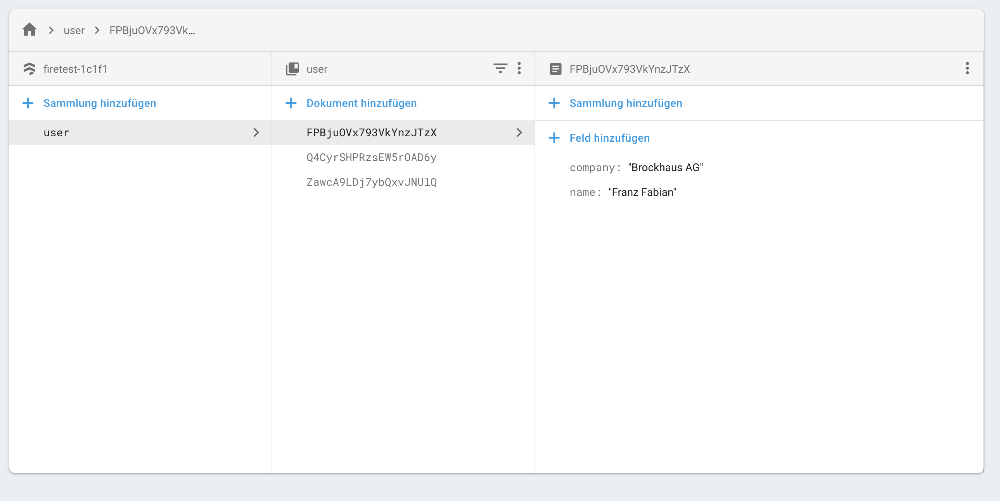 user
FPBjuOVx793Vk...
firetest-1c1f1
user
FPBjuOVx793VkYnzJTzX
Sammlung hinzufügen
Dokument hinzufügen
Sammlung hinzufügen
user
FPBjuOVx793VkYnzJTzX
Q4CyrSHPRzsEW5rOAD6y
ZawcA9LDj7ybQxvJNUlQ
Feld hinzufügen
company: "Brockhaus AG"
name: "Franz Fabian"